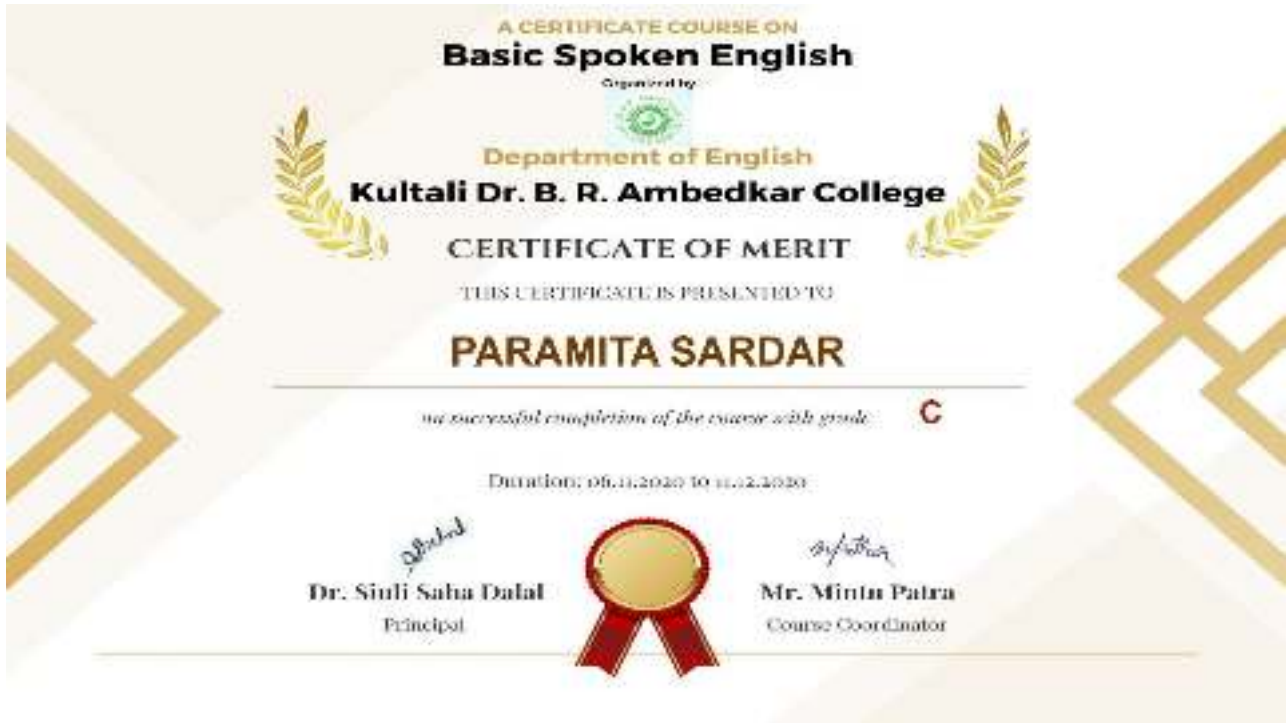 A CERTIFICATE COURSE ON
Basic Spoken English
Organized by
Department of English
Kultali Dr. B. R. Ambedkar College
CERTIFICATE OF MERIT
THIS CERTIFICATE IS PRESENTED TO
PARAMITA SARDAR
on successful completion of the course with grade C
Duration: 06.11.2020 to 11.12.2020
Dr. Siuli Saha Dalal
Mr. Mintu Patra
Principal
Course Coordinator